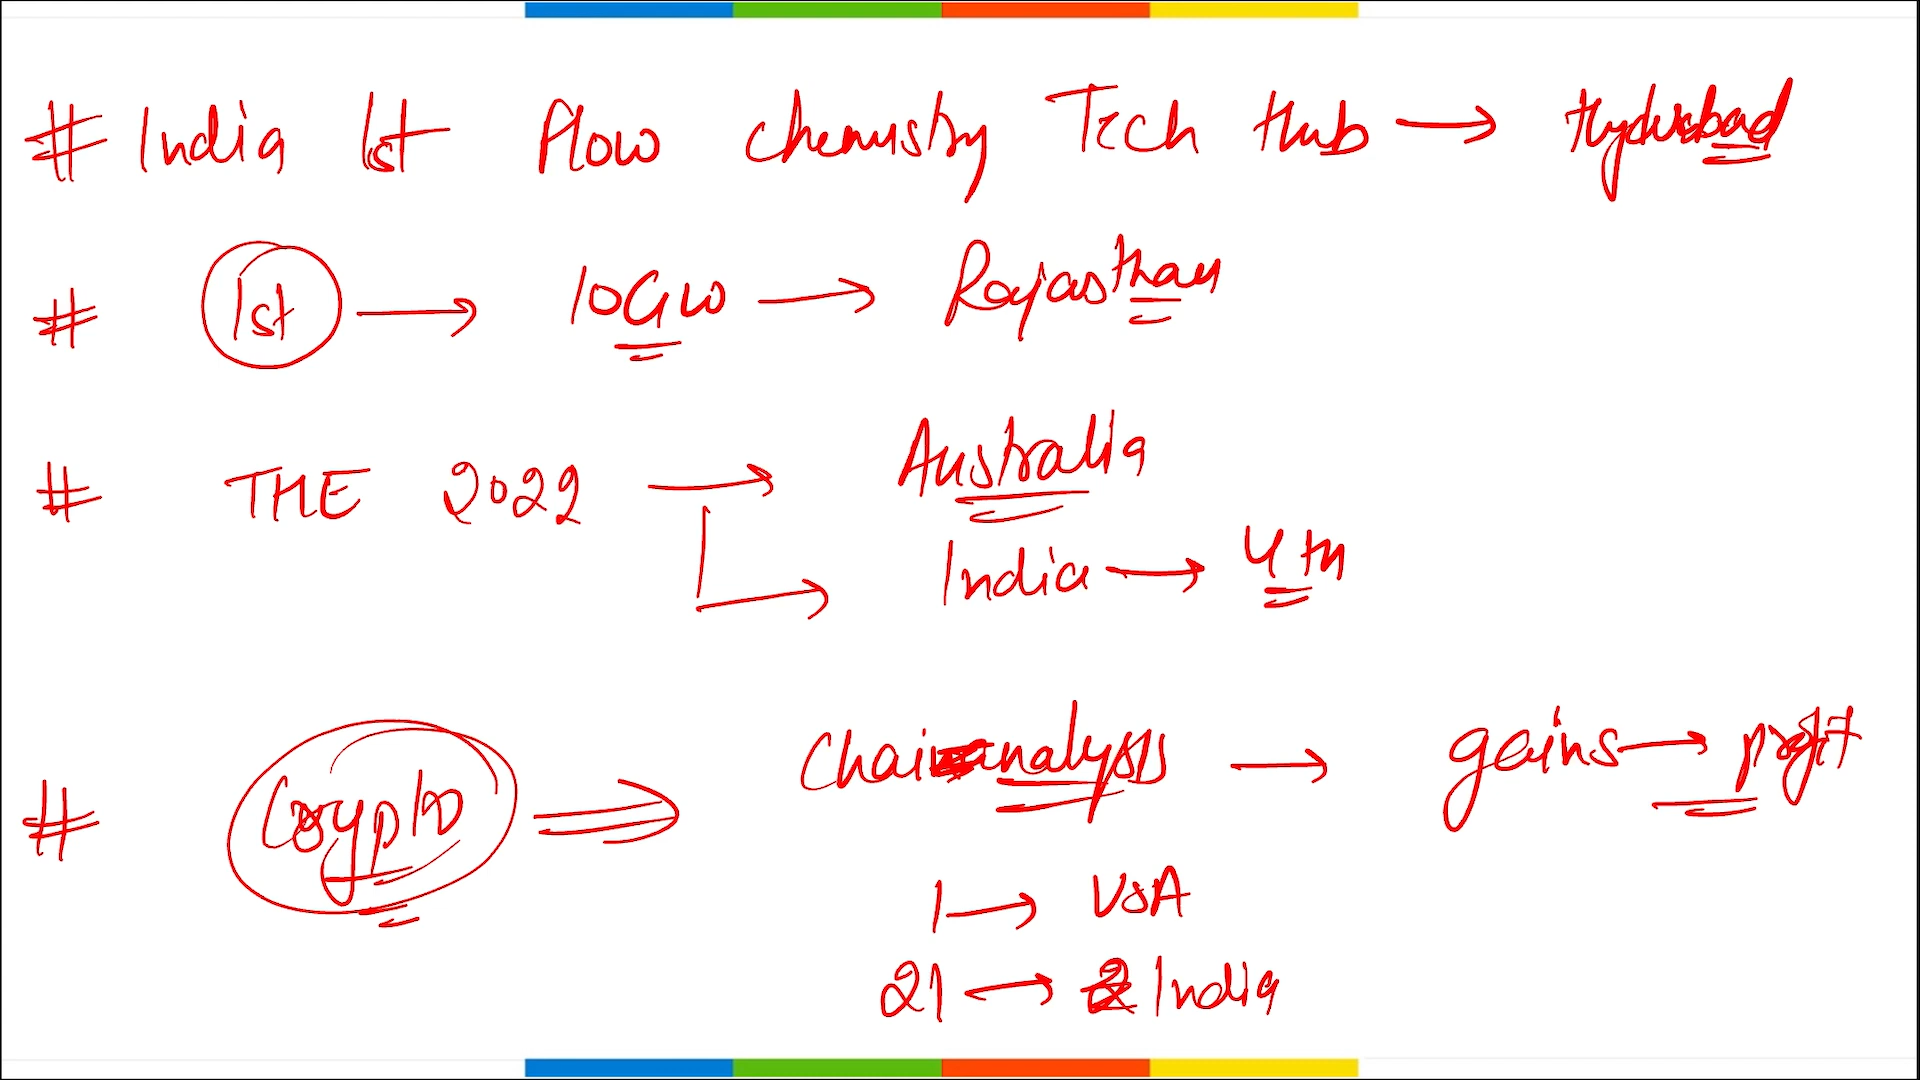 # India 1st Flow chemistry Tech Hub → Hyderabad
# 1st → 10GW → Rajasthan
# THE 2022 → Australia
India → 4th
# Crypto ⇒ Chainanalysis → gains → profit
1 → USA
21 → India